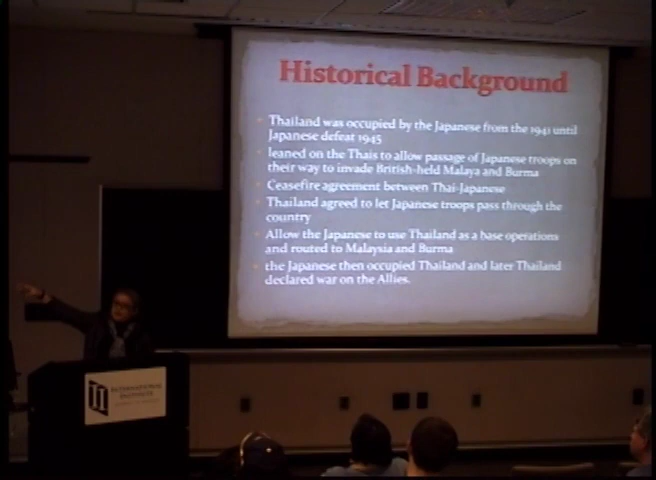 Historical Background
Thailand was occupied by the Japanese from the 1941 until
Japanese defeat 1945
leaned on the Thais to allow passage of Japanese troops on
their way to invade British-held Malaya and Burma
Ceasefire agreement between Thai-Japanese
Thailand agreed to let Japanese troops pass through the
country
Allow the Japanese to use Thailand as a base operations
and routed to Malaysia and Burma
the Japanese then occupied Thailand and later Thailand
declared war on the Allies.
INTERNATIONAL
INSTITUTE